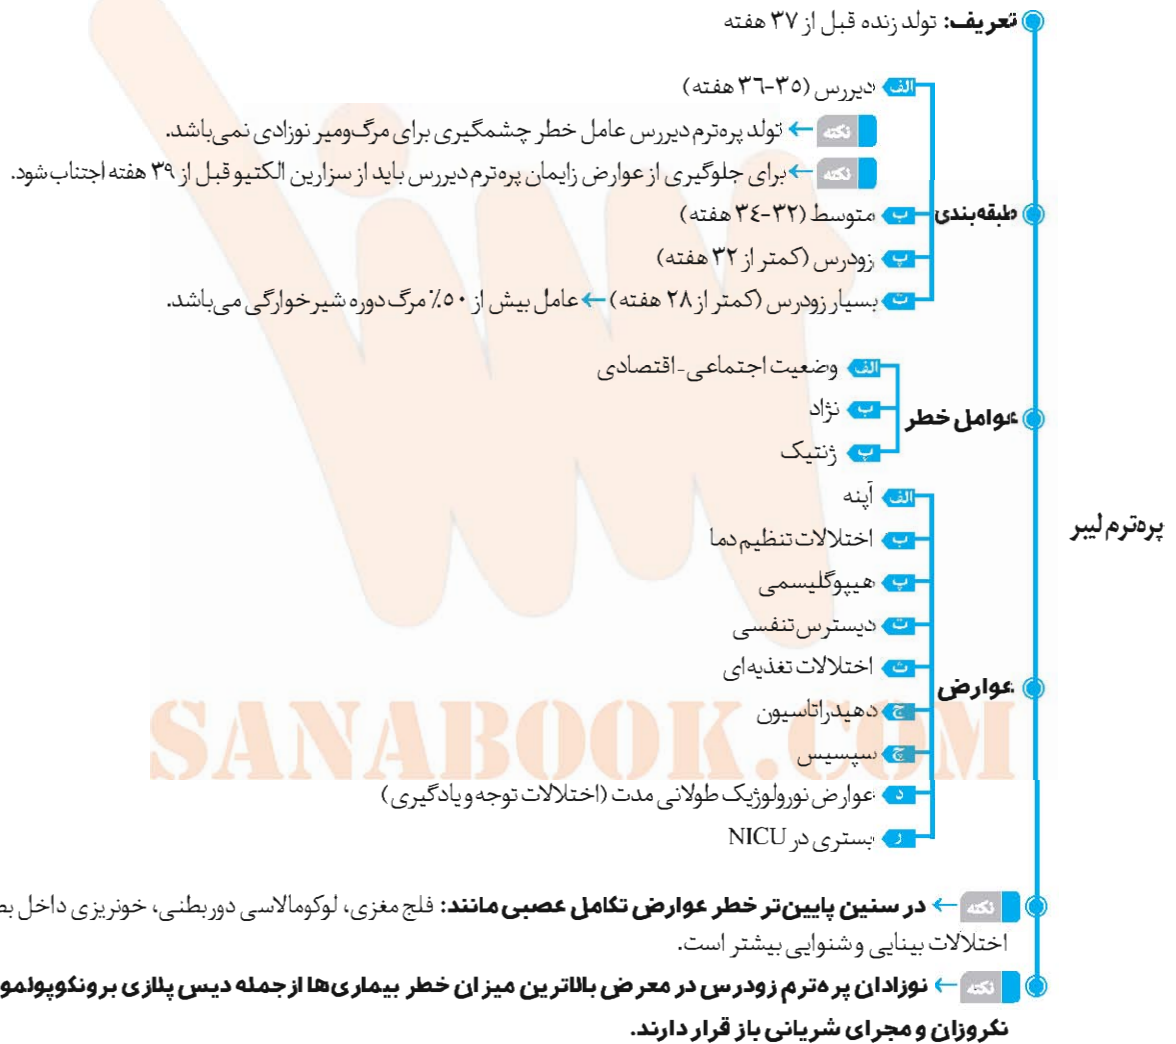 تعریف: تولد زنده قبل از ۳۷ هفته
طبقه‌بندی
الف دیررس (۳۵-۳۶ هفته)
نکته ← تولد پره‌ترم دیررس عامل خطر چشمگیری برای مرگ‌ومیر نوزادی نمی‌باشد.
نکته ← برای جلوگیری از عوارض زایمان پره‌ترم دیررس باید از سزارین الکتیو قبل از ۳۹ هفته اجتناب شود.
ب متوسط (۳۲-۳۴ هفته)
پ زودرس (کمتر از ۳۲ هفته)
ت بسیار زودرس (کمتر از ۲۸ هفته) ← عامل بیش از ۵۰٪ مرگ دوره شیرخوارگی می‌باشد.
عوامل خطر
الف وضعیت اجتماعی-اقتصادی
ب نژاد
پ ژنتیک
پره‌ترم لیبر
عوارض
الف آپنه
ب اختلالات تنظیم دما
پ هیپوگلیسمی
ت دیسترس تنفسی
ث اختلالات تغذیه‌ای
ج دهیدراتاسیون
چ سپسیس
د عوارض نورولوژیک طولانی مدت (اختلالات توجه و یادگیری)
ر بستری در NICU
SANABOOK.COM
نکته ← در سنین پایین‌تر خطر عوارض تکامل عصبی مانند: فلج مغزی، لوکومالاسی دوربطنی، خونریزی داخل
اختلالات بینایی و شنوایی بیشتر است.
نکته ← نوزادان پره‌ترم زودرس در معرض بالاترین میزان خطر بیماری‌ها از جمله دیس پلازی
نکروزان و مجرای شریانی باز قرار دارند.